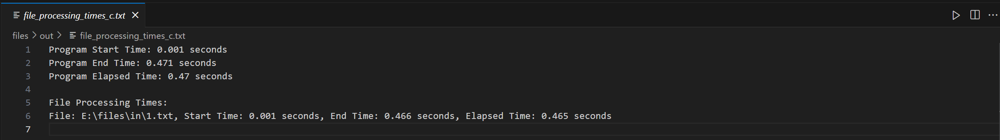 file_processing_times_c.txt
files > out > file_processing_times_c.txt
1 Program Start Time: 0.001 seconds
2 Program End Time: 0.471 seconds
3 Program Elapsed Time: 0.47 seconds
4
5 File Processing Times:
6 File: E:\files\in\1.txt, Start Time: 0.001 seconds, End Time: 0.466 seconds, Elapsed Time: 0.465 seconds
7